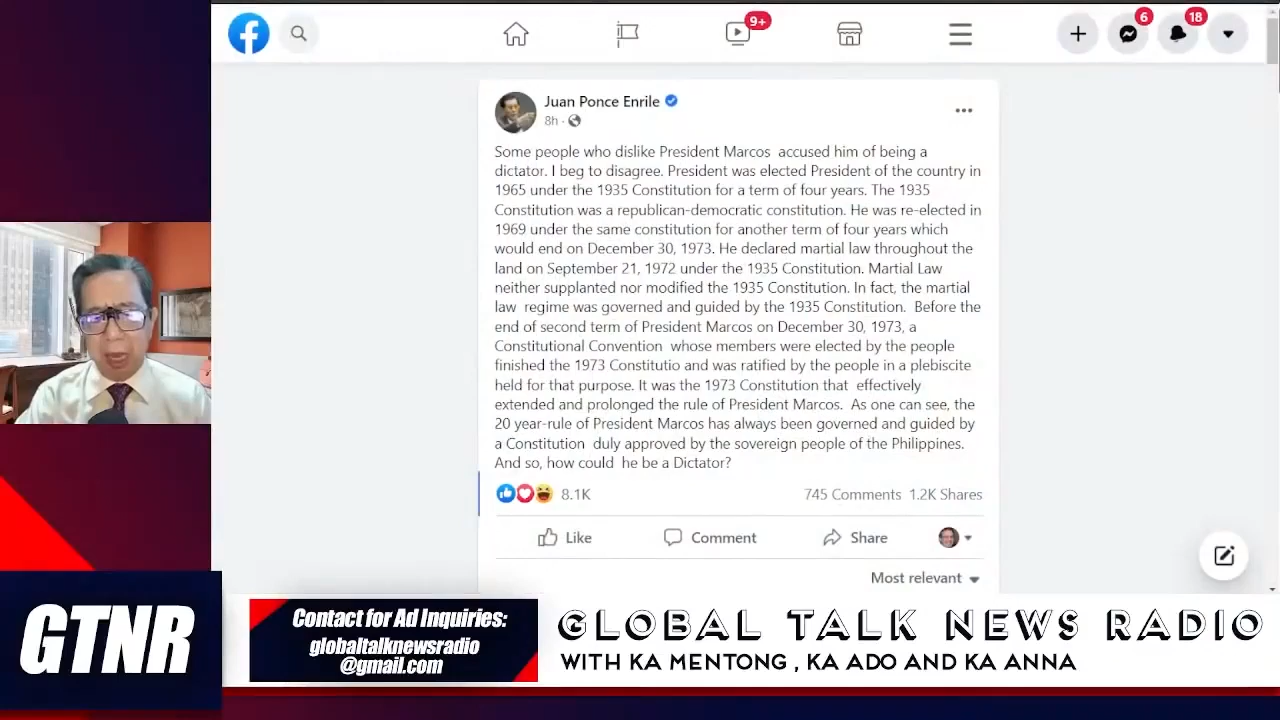 9+
6
18
Juan Ponce Enrile
8h ·
Some people who dislike President Marcos accused him of being a
dictator. I beg to disagree. President was elected President of the country in
1965 under the 1935 Constitution for a term of four years. The 1935
Constitution was a republican-democratic constitution. He was re-elected in
1969 under the same constitution for another term of four years which
would end on December 30, 1973. He declared martial law throughout the
land on September 21, 1972 under the 1935 Constitution. Martial Law
neither supplanted nor modified the 1935 Constitution. In fact, the martial
law regime was governed and guided by the 1935 Constitution. Before the
end of second term of President Marcos on December 30, 1973, a
Constitutional Convention whose members were elected by the people
finished the 1973 Constitutio and was ratified by the people in a plebiscite
held for that purpose. It was the 1973 Constitution that effectively
extended and prolonged the rule of President Marcos. As one can see, the
20 year-rule of President Marcos has always been governed and guided by
a Constitution duly approved by the sovereign people of the Philippines.
And so, how could he be a Dictator?
8.1K 745 Comments 1.2K Shares
Like Comment Share
Most relevant
GTNR
Contact for Ad Inquiries:
globaltalknewsradio
@gmail.com
GLOBAL TALK NEWS RADIO
WITH KA MENTONG , KA ADO AND KA ANNA